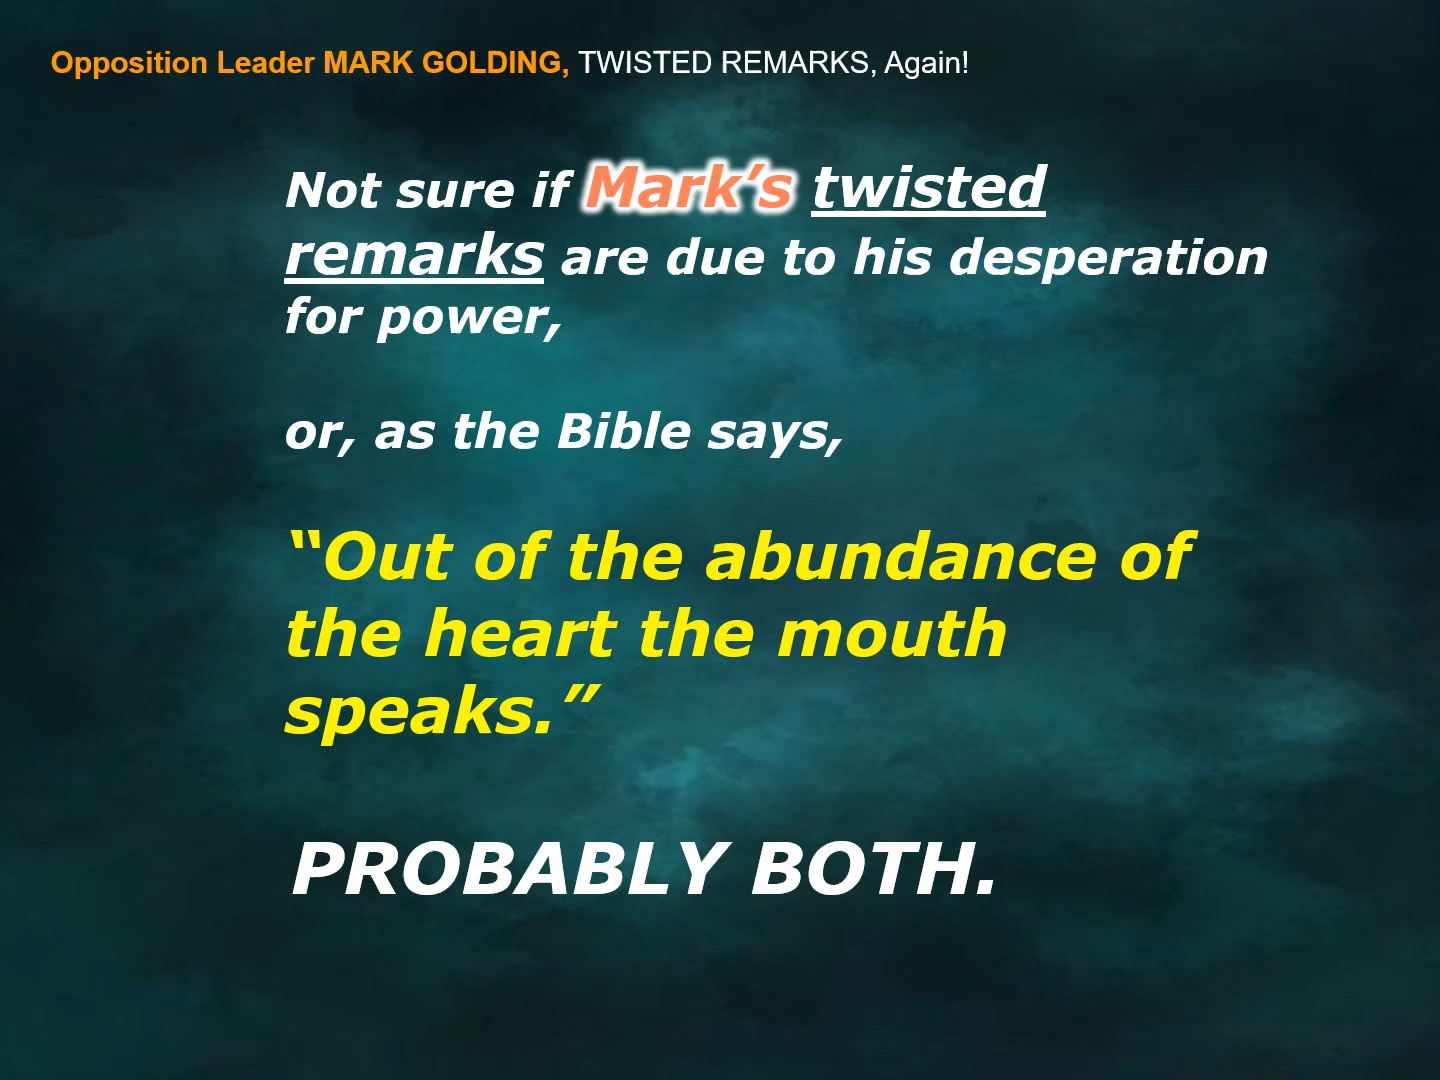 Opposition Leader MARK GOLDING, TWISTED REMARKS, Again!
Not sure if Mark’s twisted
remarks are due to his desperation
for power,
or, as the Bible says,
“Out of the abundance of
the heart the mouth
speaks.”
PROBABLY BOTH.